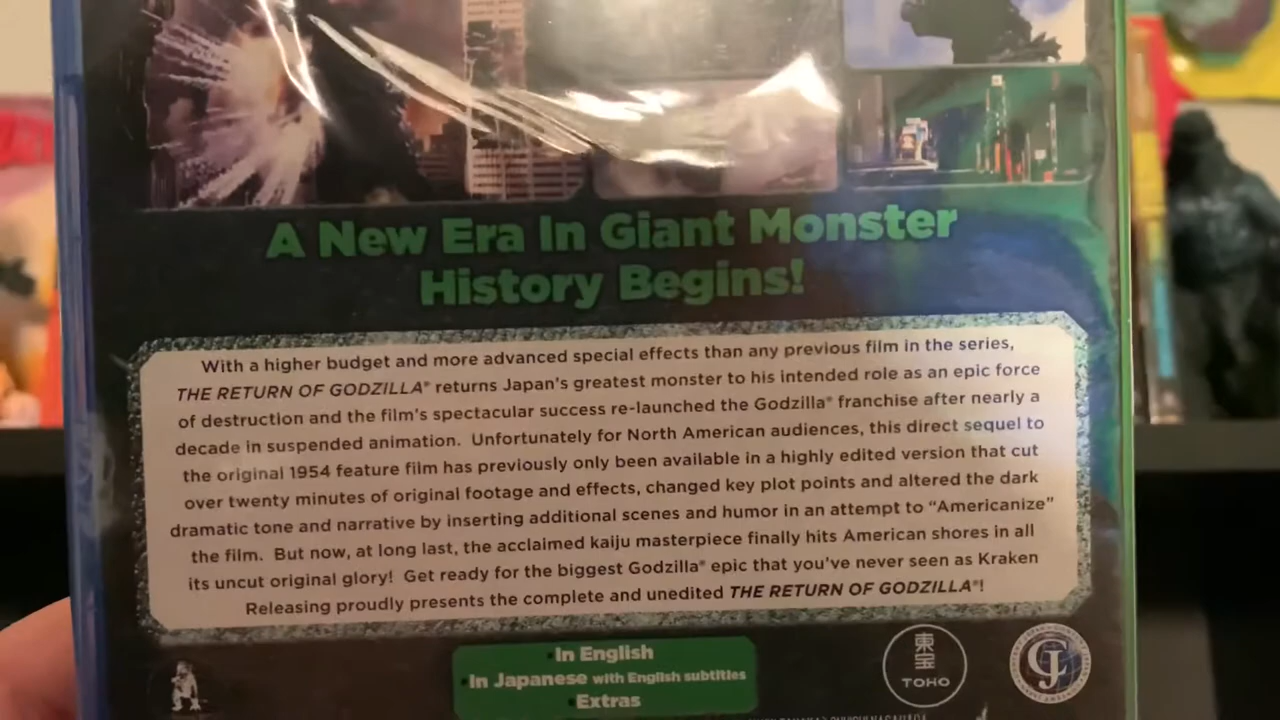 A New Era In Giant Monster
History Begins!
With a higher budget and more advanced special effects than any previous film in the series,
THE RETURN OF GODZILLA® returns Japan's greatest monster to his intended role as an epic force
of destruction and the film's spectacular success re-launched the Godzilla® franchise after nearly a
decade in suspended animation. Unfortunately for North American audiences, this direct sequel to
the original 1954 feature film has previously only been available in a highly edited version that cut
over twenty minutes of original footage and effects, changed key plot points and altered the dark
dramatic tone and narrative by inserting additional scenes and humor in an attempt to “Americanize”
the film. But now, at long last, the acclaimed kaiju masterpiece finally hits American shores in all
its uncut original glory! Get ready for the biggest Godzilla® epic that you've never seen as Kraken
Releasing proudly presents the complete and unedited THE RETURN OF GODZILLA®!
•In English
•In Japanese with English subtitles
•Extras
東宝
TOHO